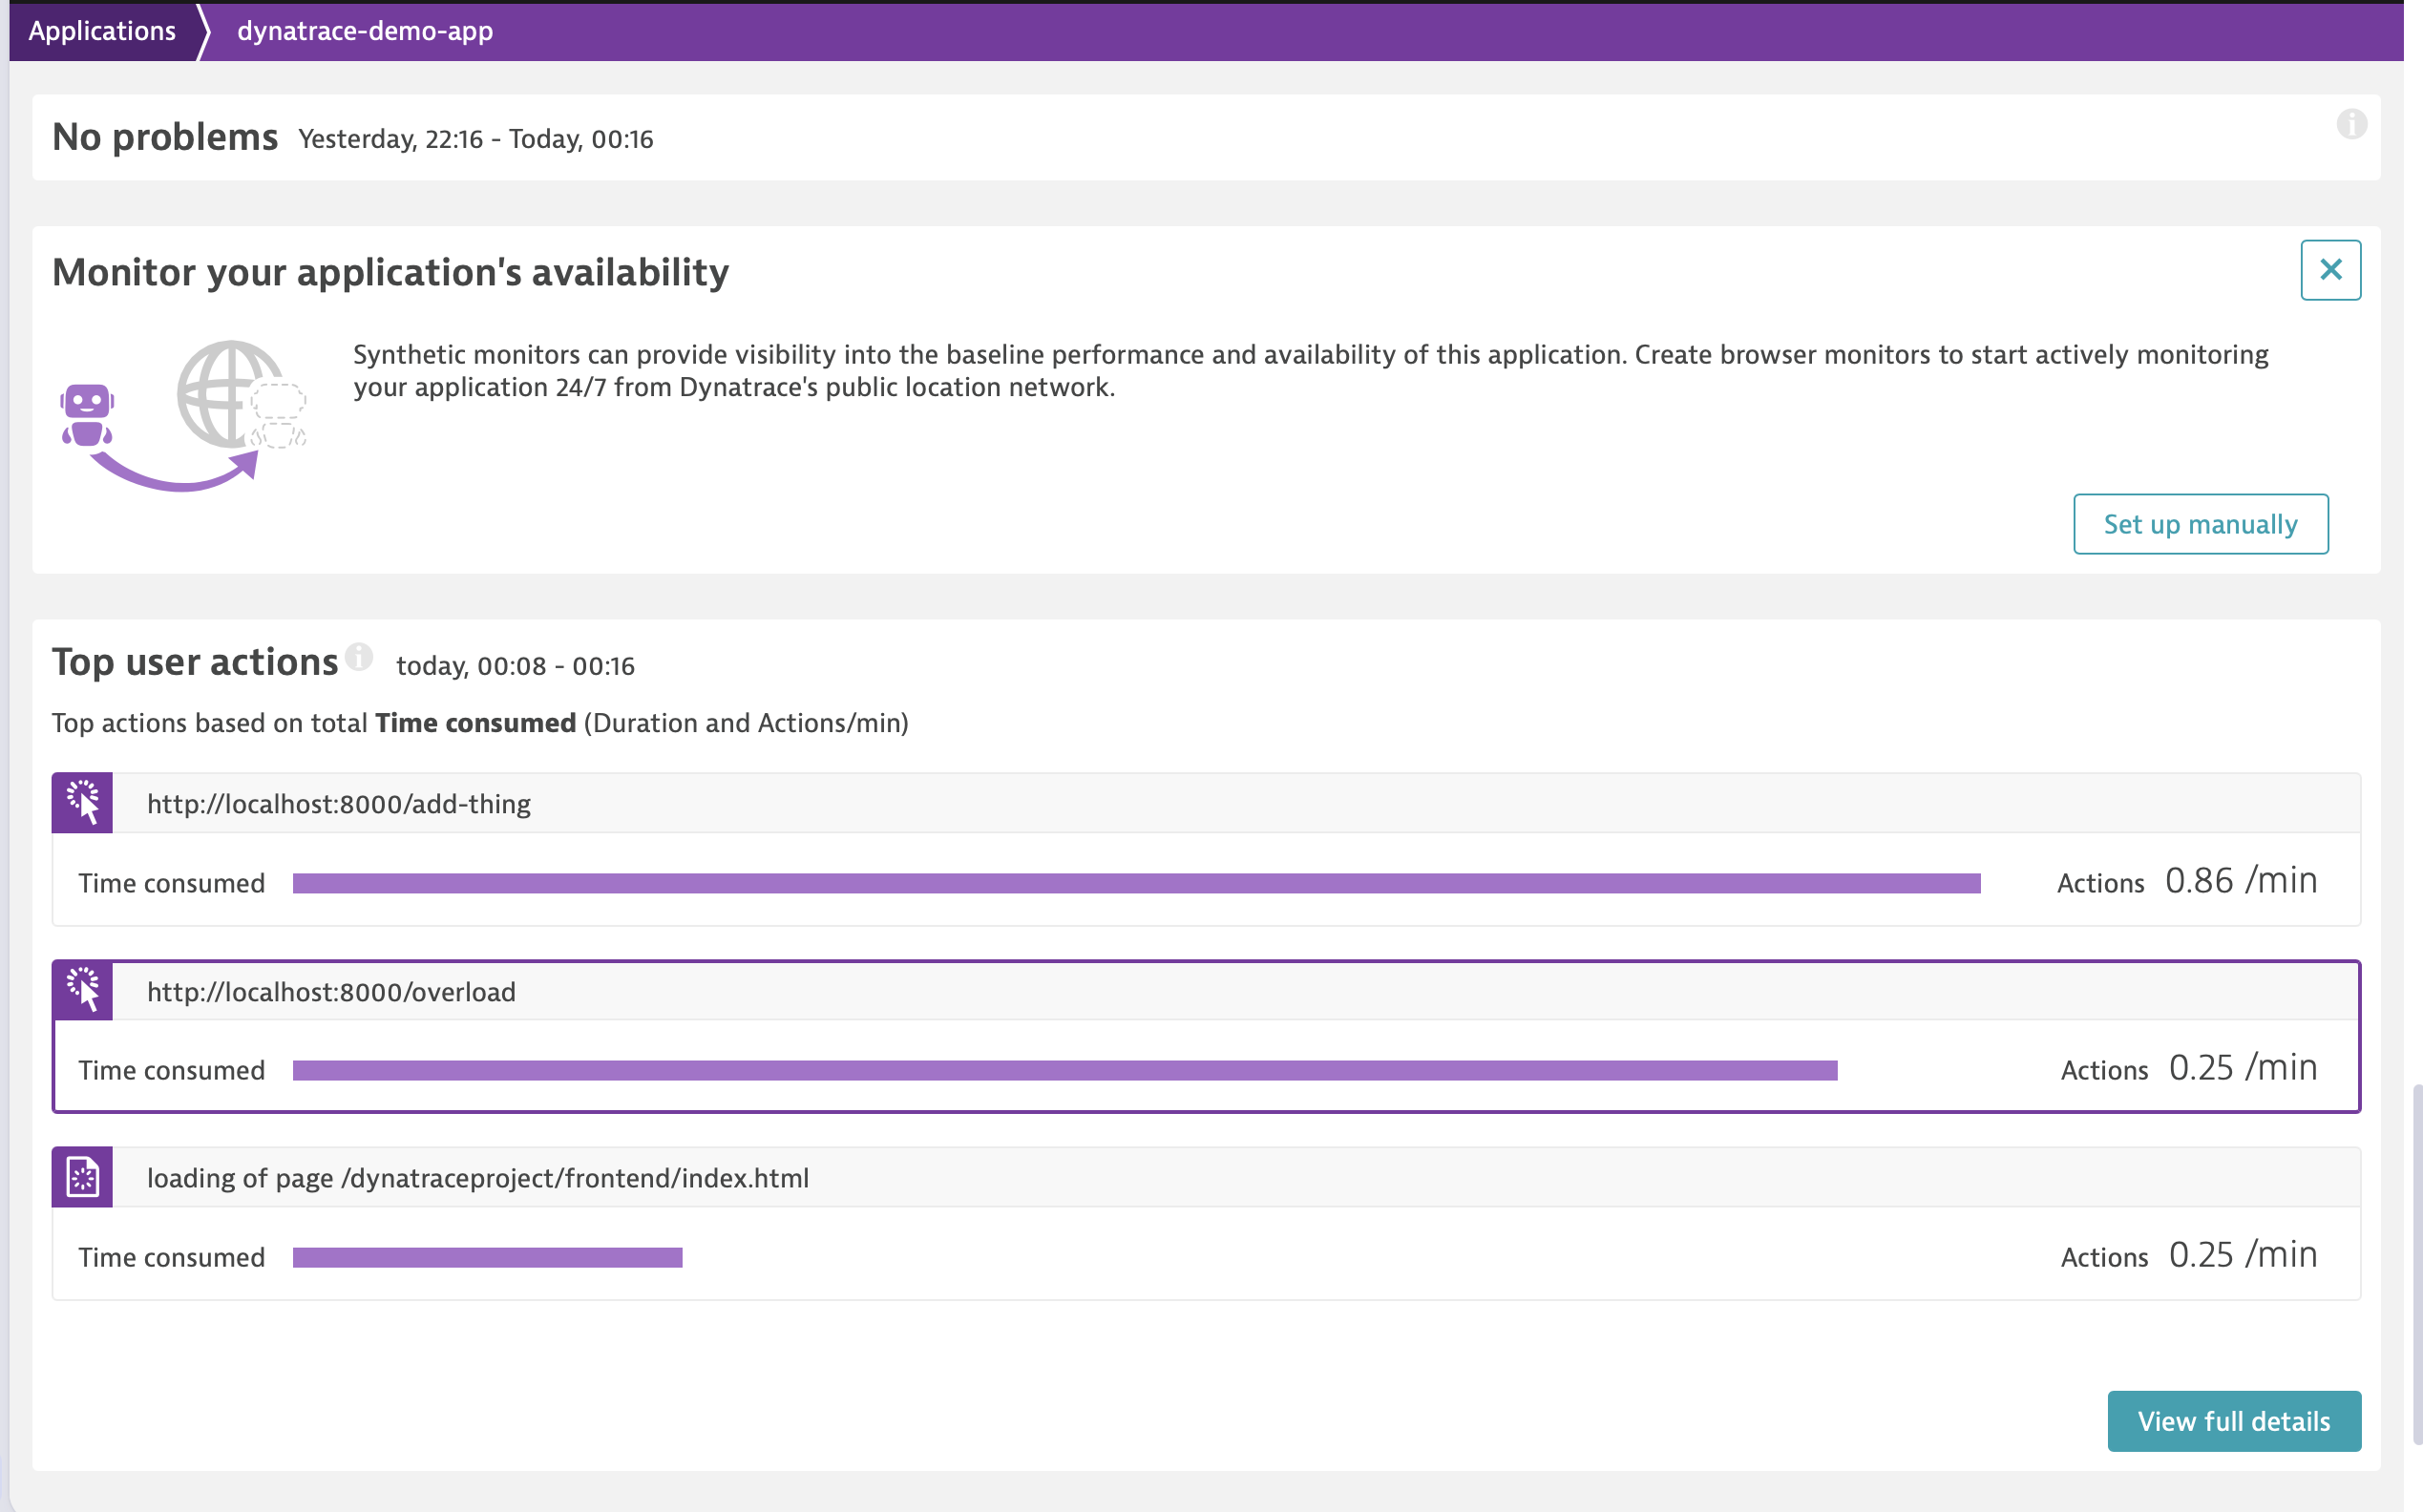 Applications
dynatrace-demo-app
No problems Yesterday, 22:16 - Today, 00:16
Monitor your application's availability
Synthetic monitors can provide visibility into the baseline performance and availability of this application. Create browser monitors to start actively monitoring
your application 24/7 from Dynatrace's public location network.
Set up manually
Top user actions today, 00:08 - 00:16
Top actions based on total Time consumed (Duration and Actions/min)
http://localhost:8000/add-thing
Time consumed Actions 0.86 /min
http://localhost:8000/overload
Time consumed Actions 0.25 /min
loading of page /dynatraceproject/frontend/index.html
Time consumed Actions 0.25 /min
View full details